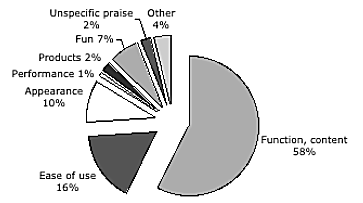 Unspecific praise
2%
Other
4%
Fun 7%
Products 2%
Performance 1%
Appearance
10%
Function, content
58%
Ease of use
16%